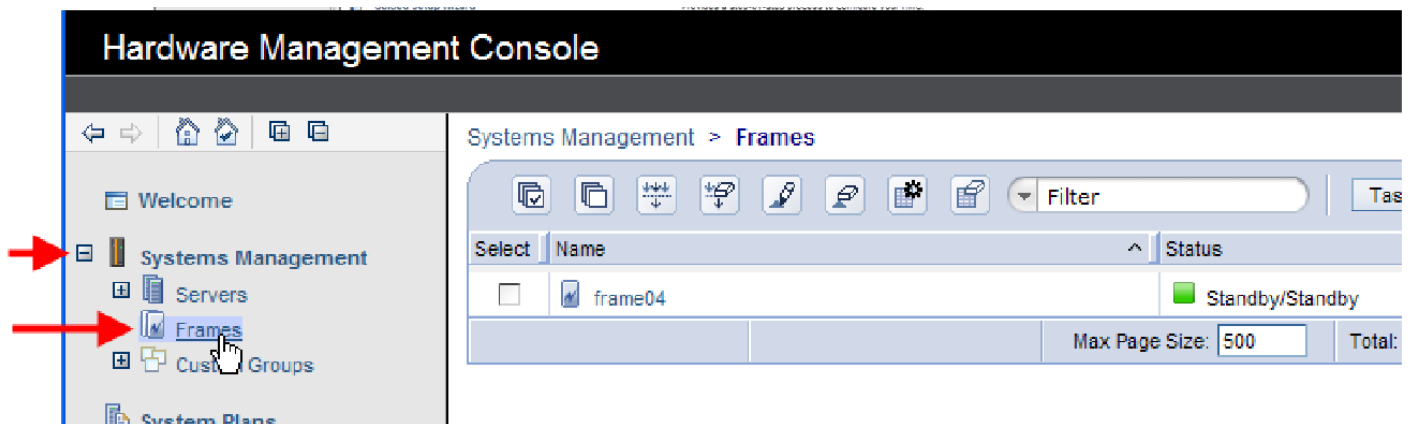 Hardware Management Console
Systems Management > Frames
Welcome
Filter
Tas
Systems Management
Select Name ^ Status
Servers
frame04 Standby/Standby
Frames
Max Page Size: 500 Total:
Groups
System Plans